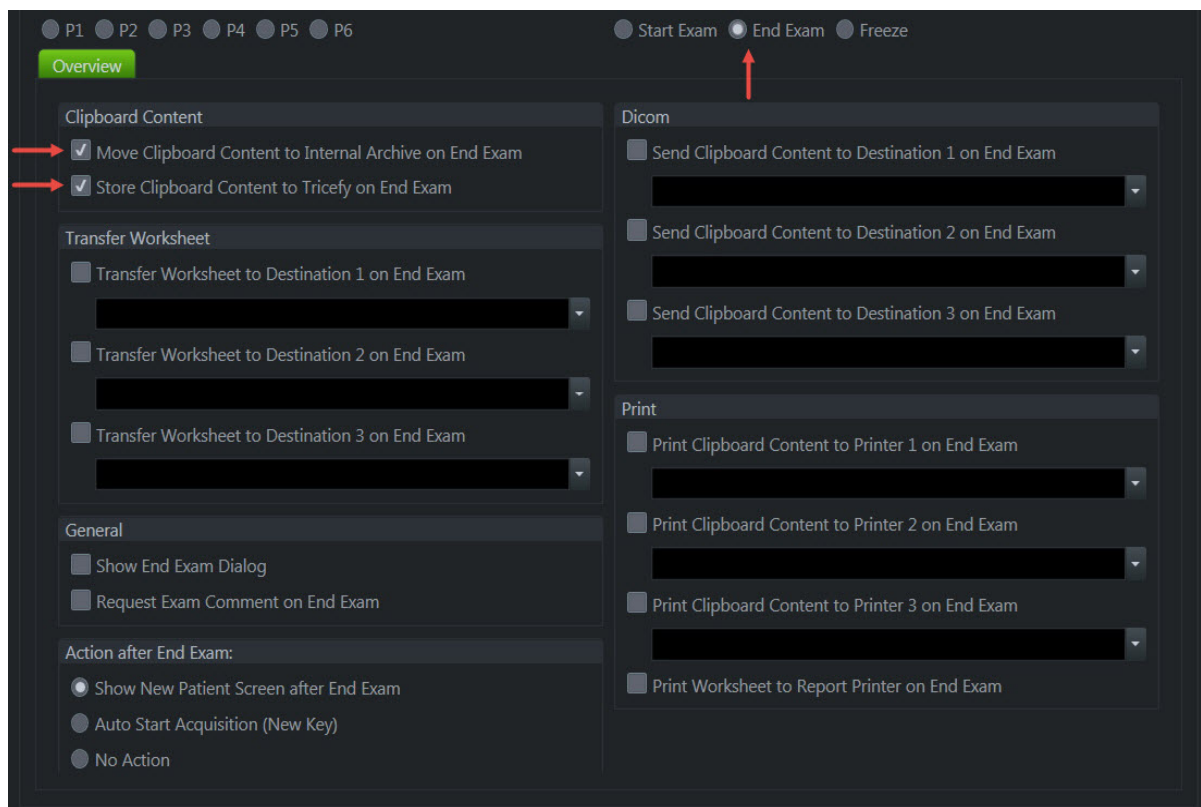 P1 P2 P3 P4 P5 P6 Start Exam End Exam Freeze
Overview
Clipboard Content
Move Clipboard Content to Internal Archive on End Exam
Store Clipboard Content to Tricefy on End Exam
Transfer Worksheet
Transfer Worksheet to Destination 1 on End Exam
Transfer Worksheet to Destination 2 on End Exam
Transfer Worksheet to Destination 3 on End Exam
General
Show End Exam Dialog
Request Exam Comment on End Exam
Action after End Exam:
Show New Patient Screen after End Exam
Auto Start Acquisition (New Key)
No Action
Dicom
Send Clipboard Content to Destination 1 on End Exam
Send Clipboard Content to Destination 2 on End Exam
Send Clipboard Content to Destination 3 on End Exam
Print
Print Clipboard Content to Printer 1 on End Exam
Print Clipboard Content to Printer 2 on End Exam
Print Clipboard Content to Printer 3 on End Exam
Print Worksheet to Report Printer on End Exam